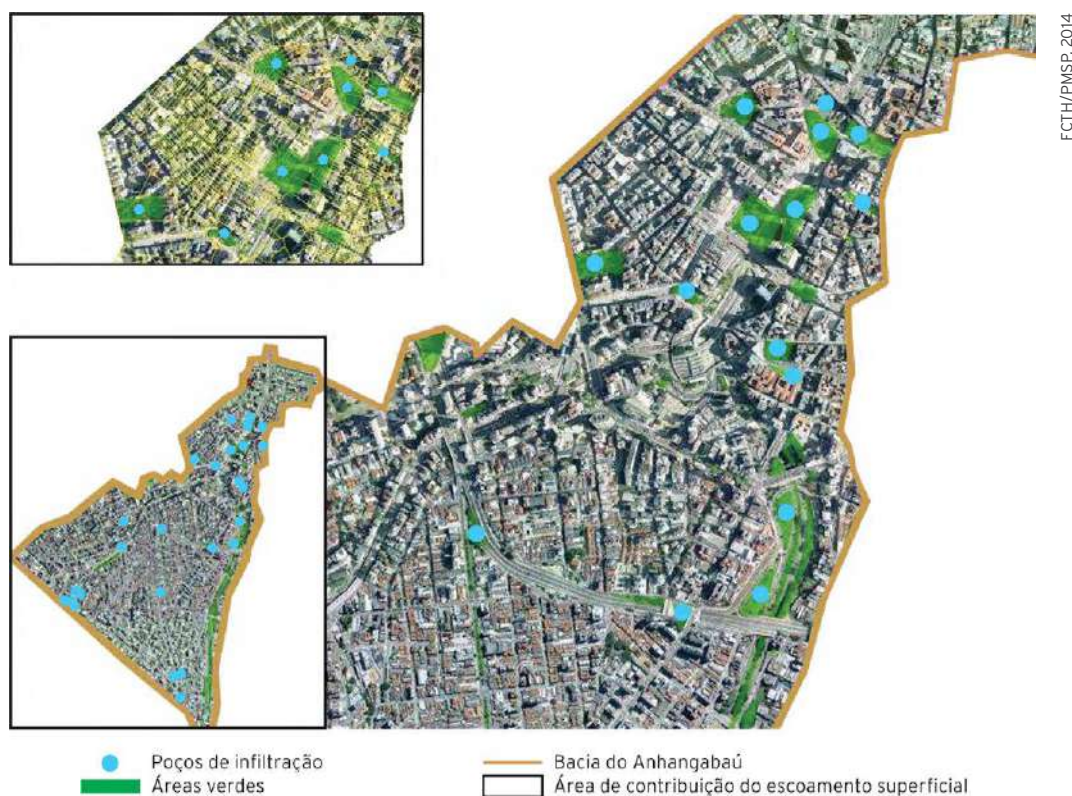 FCTH/PMSP, 2014
Poços de infiltração
Áreas verdes
Bacia do Anhangabaú
Área de contribuição do escoamento superficial